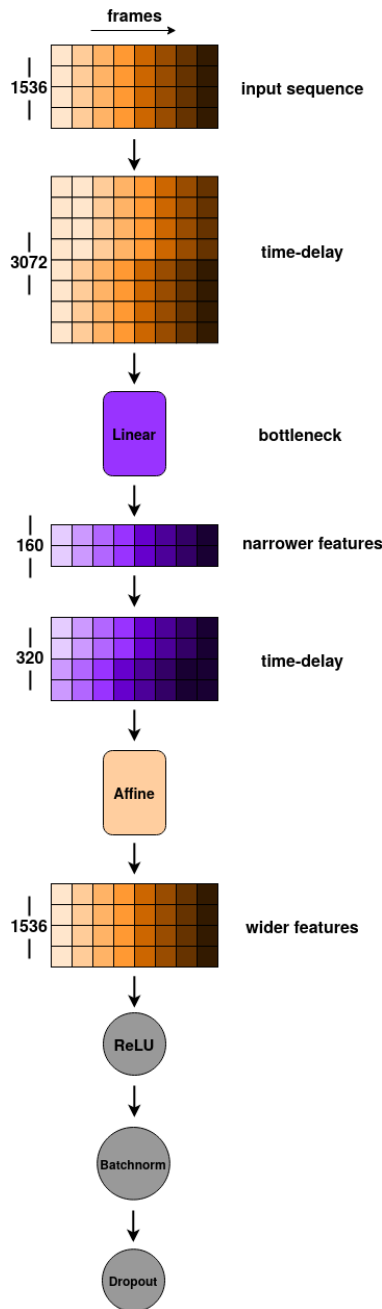 frames
1536
input sequence
3072
time-delay
Linear
bottleneck
160
narrower features
320
time-delay
Affine
1536
wider features
ReLU
Batchnorm
Dropout